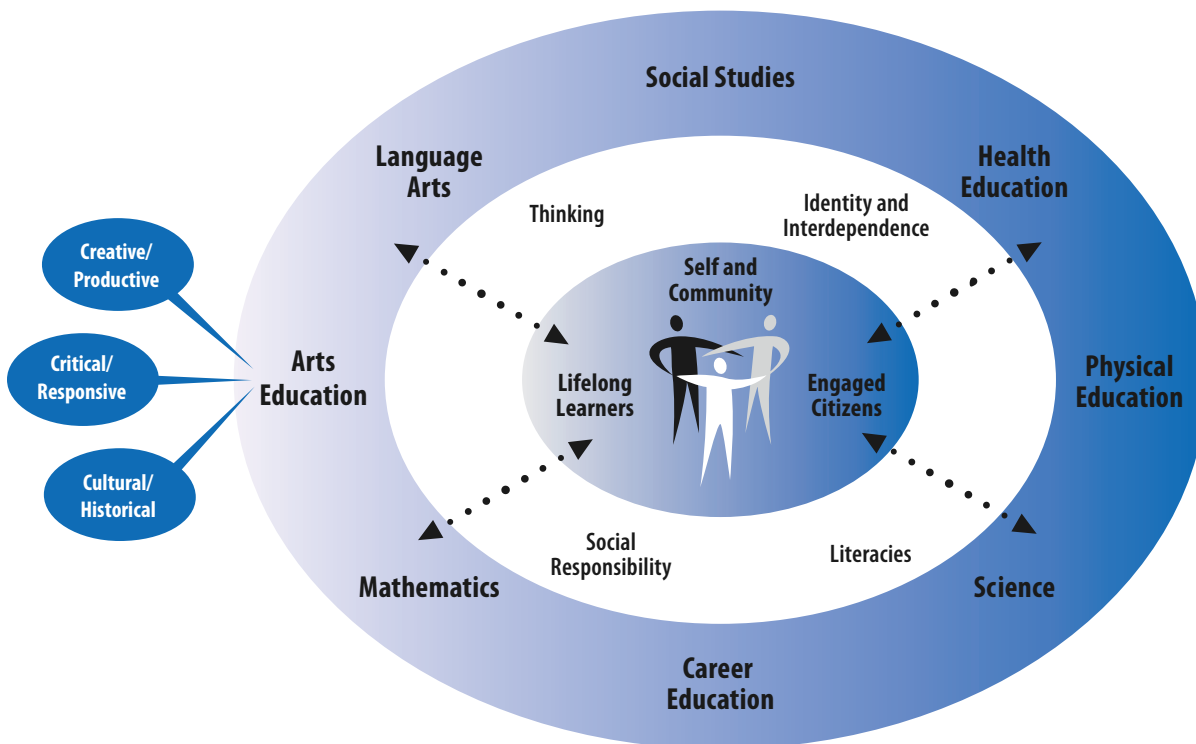 Social Studies
Language
Arts
Health
Education
Thinking
Identity and
Interdependence
Creative/
Productive
Self and
Community
Critical/
Responsive
Arts
Education
Lifelong
Learners
Engaged
Citizens
Physical
Education
Cultural/
Historical
Social
Responsibility
Literacies
Mathematics
Science
Career
Education